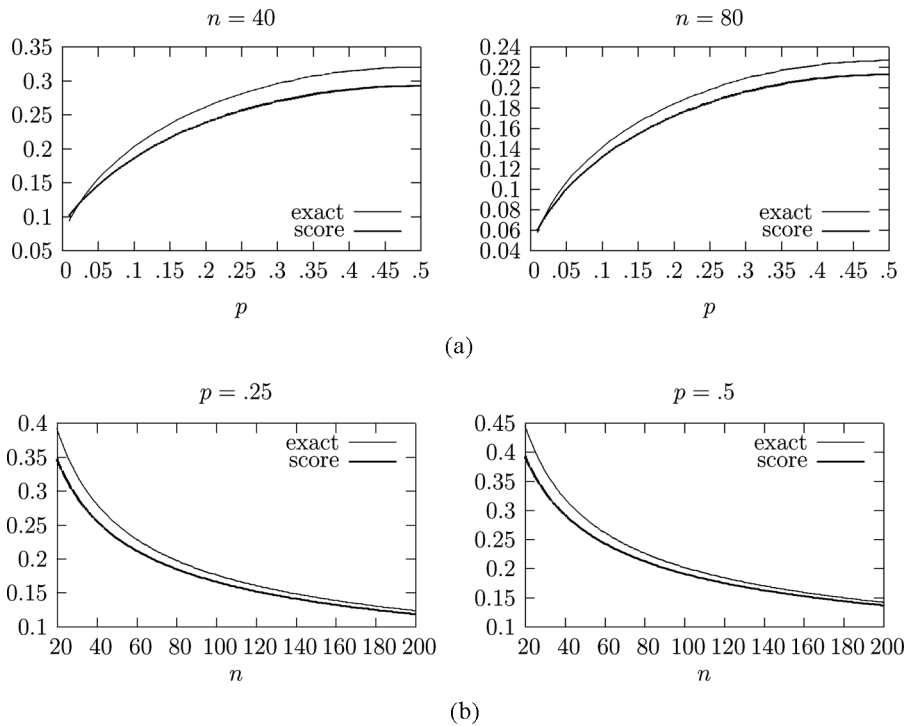 n = 40
0.35
0.3
0.25
0.2
0.15
0.1
0.05
exact
score
0 .05 .1 .15 .2 .25 .3 .35 .4 .45 .5
p
n = 80
0.24
0.22
0.2
0.18
0.16
0.14
0.12
0.1
0.08
0.06
0.04
exact
score
0 .05 .1 .15 .2 .25 .3 .35 .4 .45 .5
p
(a)
p = .25
0.4
0.35
0.3
0.25
0.2
0.15
0.1
exact
score
20 40 60 80 100 120 140 160 180 200
n
p = .5
0.45
0.4
0.35
0.3
0.25
0.2
0.15
0.1
exact
score
20 40 60 80 100 120 140 160 180 200
n
(b)